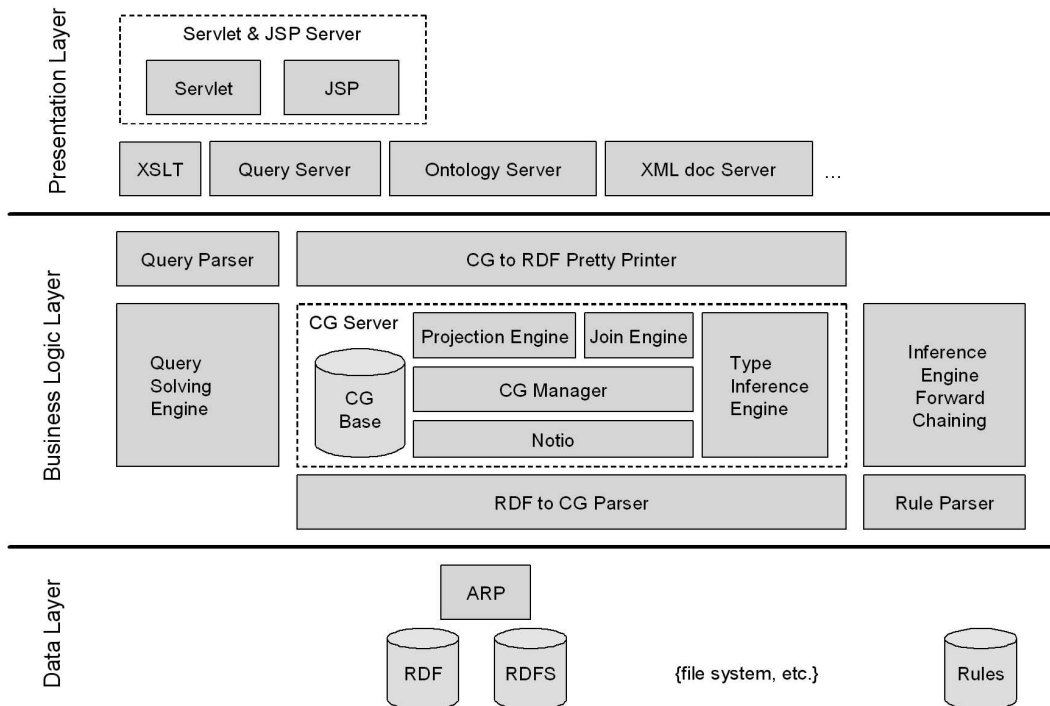 Presentation Layer
Servlet & JSP Server
Servlet
JSP
XSLT
Query Server
Ontology Server
XML doc Server
...
Business Logic Layer
Query Parser
CG to RDF Pretty Printer
Query
Solving
Engine
CG Server
CG
Base
Projection Engine
Join Engine
CG Manager
Notio
Type
Inference
Engine
Inference
Engine
Forward
Chaining
RDF to CG Parser
Rule Parser
Data Layer
ARP
RDF
RDFS
{file system, etc.}
Rules